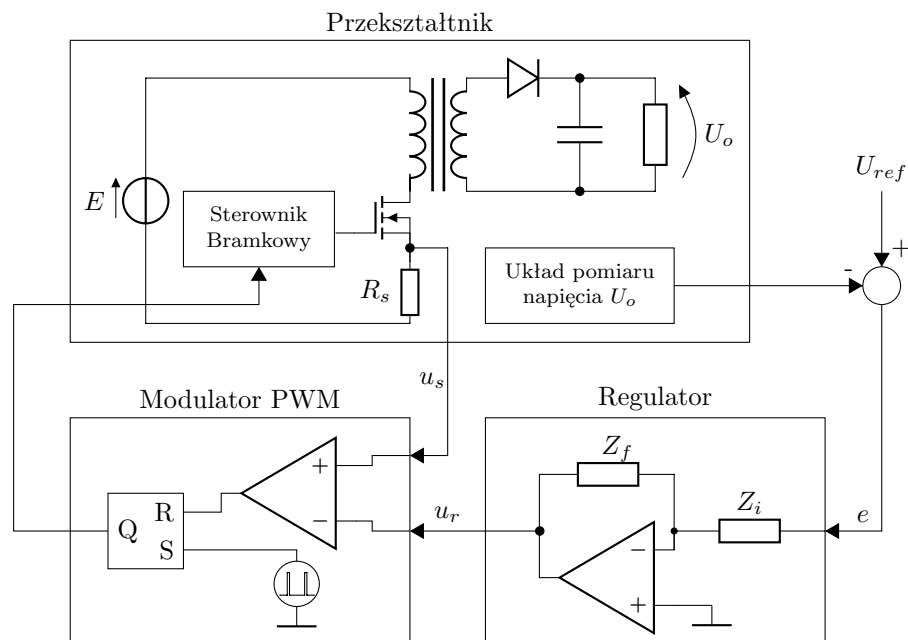 Przekształtnik
E
Sterownik
Bramkowy
R_s
U_o
Układ pomiaru
napięcia U_o
U_ref
+
-
u_s
Modulator PWM
Regulator
+
−
R
Q
S
u_r
Z_f
Z_i
e
−
+